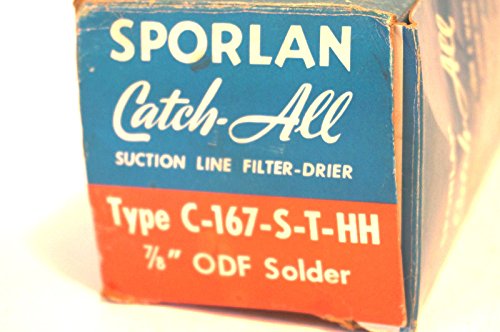 SPORLAN
Catch-All
SUCTION LINE FILTER-DRIER
Type C-167-S-T-HH
7/8" ODF Solder